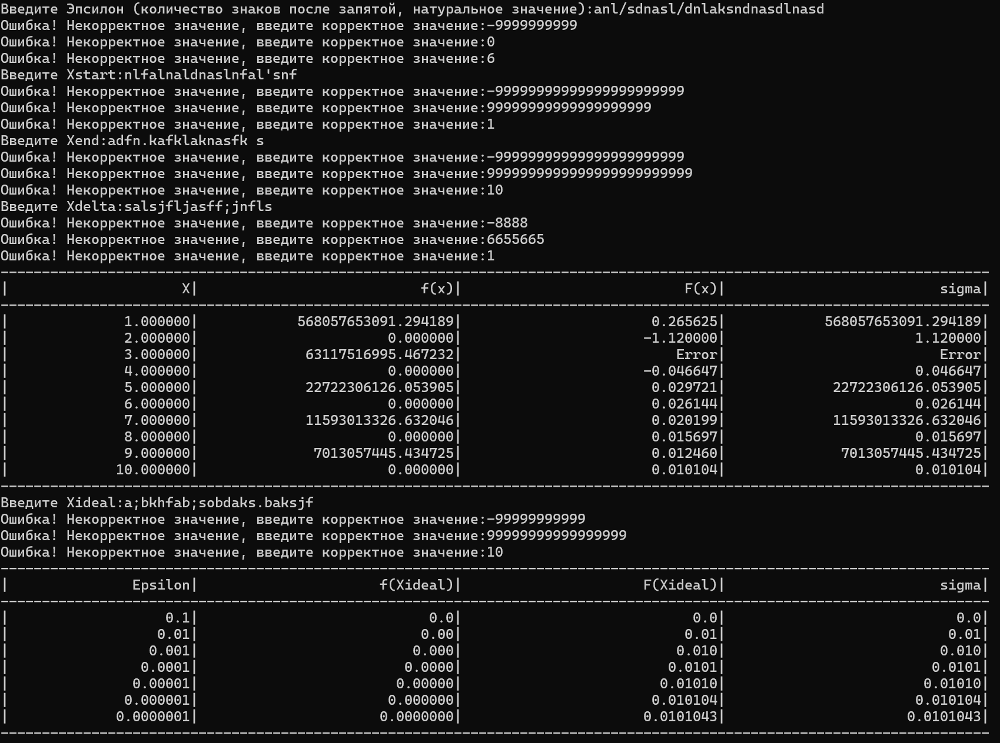 Введите Эпсилон (количество знаков после запятой, натуральное значение):anl/sdnasl/dnlaksndnasdlnasd
Ошибка! Некорректное значение, введите корректное значение:-9999999999
Ошибка! Некорректное значение, введите корректное значение:0
Ошибка! Некорректное значение, введите корректное значение:6
Введите Xstart:nlfalnaldnaslnfal'snf
Ошибка! Некорректное значение, введите корректное значение:-99999999999999999999999
Ошибка! Некорректное значение, введите корректное значение:99999999999999999999
Ошибка! Некорректное значение, введите корректное значение:1
Введите Xend:adfn.kafklaknasfk s
Ошибка! Некорректное значение, введите корректное значение:-99999999999999999999999
Ошибка! Некорректное значение, введите корректное значение:9999999999999999999999999
Ошибка! Некорректное значение, введите корректное значение:10
Введите Xdelta:salsjfljasff;jnfls
Ошибка! Некорректное значение, введите корректное значение:-8888
Ошибка! Некорректное значение, введите корректное значение:6655665
Ошибка! Некорректное значение, введите корректное значение:1
------------------------------------------------------------------------------------------------------------------------
| X| f(x)| F(x)| sigma|
------------------------------------------------------------------------------------------------------------------------
| 1.000000| 568057653091.294189| 0.265625| 568057653091.294189|
| 2.000000| 0.000000| -1.120000| 1.120000|
| 3.000000| 63117516995.467232| Error| Error|
| 4.000000| 0.000000| -0.046647| 0.046647|
| 5.000000| 22722306126.053905| 0.029721| 22722306126.053905|
| 6.000000| 0.000000| 0.026144| 0.026144|
| 7.000000| 11593013326.632046| 0.020199| 11593013326.632046|
| 8.000000| 0.000000| 0.015697| 0.015697|
| 9.000000| 7013057445.434725| 0.012460| 7013057445.434725|
| 10.000000| 0.000000| 0.010104| 0.010104|
------------------------------------------------------------------------------------------------------------------------
Введите Xideal:a;bkhfab;sobdaks.baksjf
Ошибка! Некорректное значение, введите корректное значение:-99999999999
Ошибка! Некорректное значение, введите корректное значение:99999999999999999
Ошибка! Некорректное значение, введите корректное значение:10
------------------------------------------------------------------------------------------------------------------------
| Epsilon| f(Xideal)| F(Xideal)| sigma|
------------------------------------------------------------------------------------------------------------------------
| 0.1| 0.0| 0.0| 0.0|
| 0.01| 0.00| 0.01| 0.01|
| 0.001| 0.000| 0.010| 0.010|
| 0.0001| 0.0000| 0.0101| 0.0101|
| 0.00001| 0.00000| 0.01010| 0.01010|
| 0.000001| 0.000000| 0.010104| 0.010104|
| 0.0000001| 0.0000000| 0.0101043| 0.0101043|
------------------------------------------------------------------------------------------------------------------------